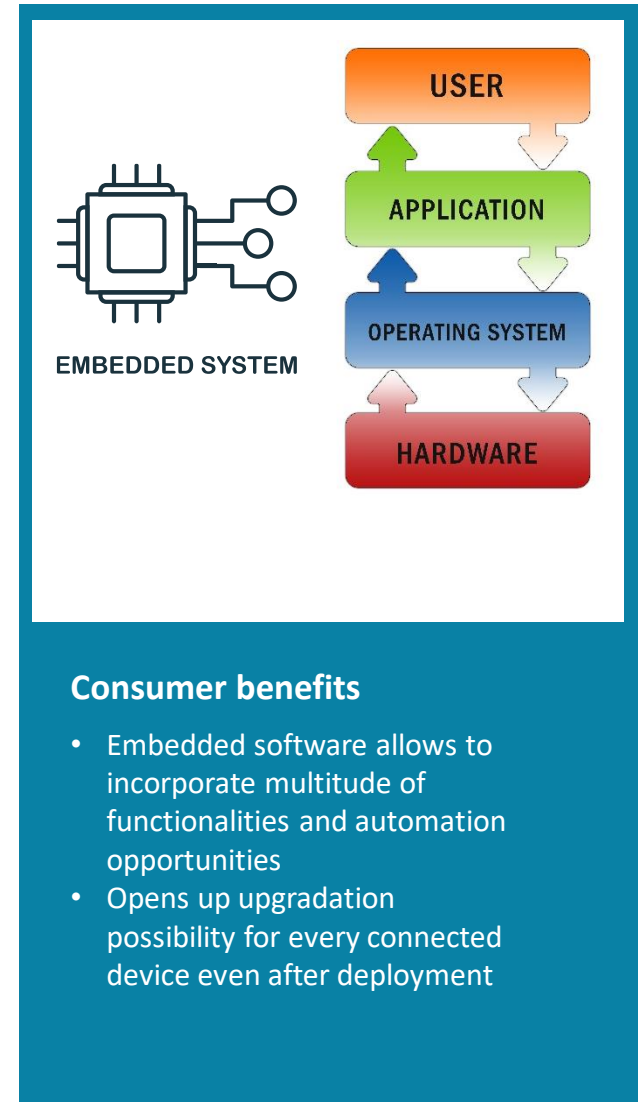 USER
APPLICATION
OPERATING SYSTEM
HARDWARE
EMBEDDED SYSTEM
Consumer benefits
• Embedded software allows to
incorporate multitude of
functionalities and automation
opportunities
• Opens up upgradation
possibility for every connected
device even after deployment